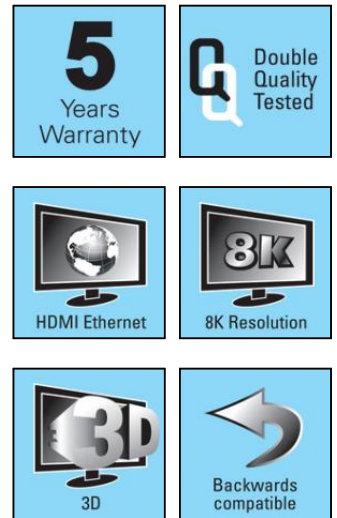 5
Years
Warranty
Double
Quality
Tested
HDMI Ethernet
8K
8K Resolution
3D
3D
Backwards
compatible